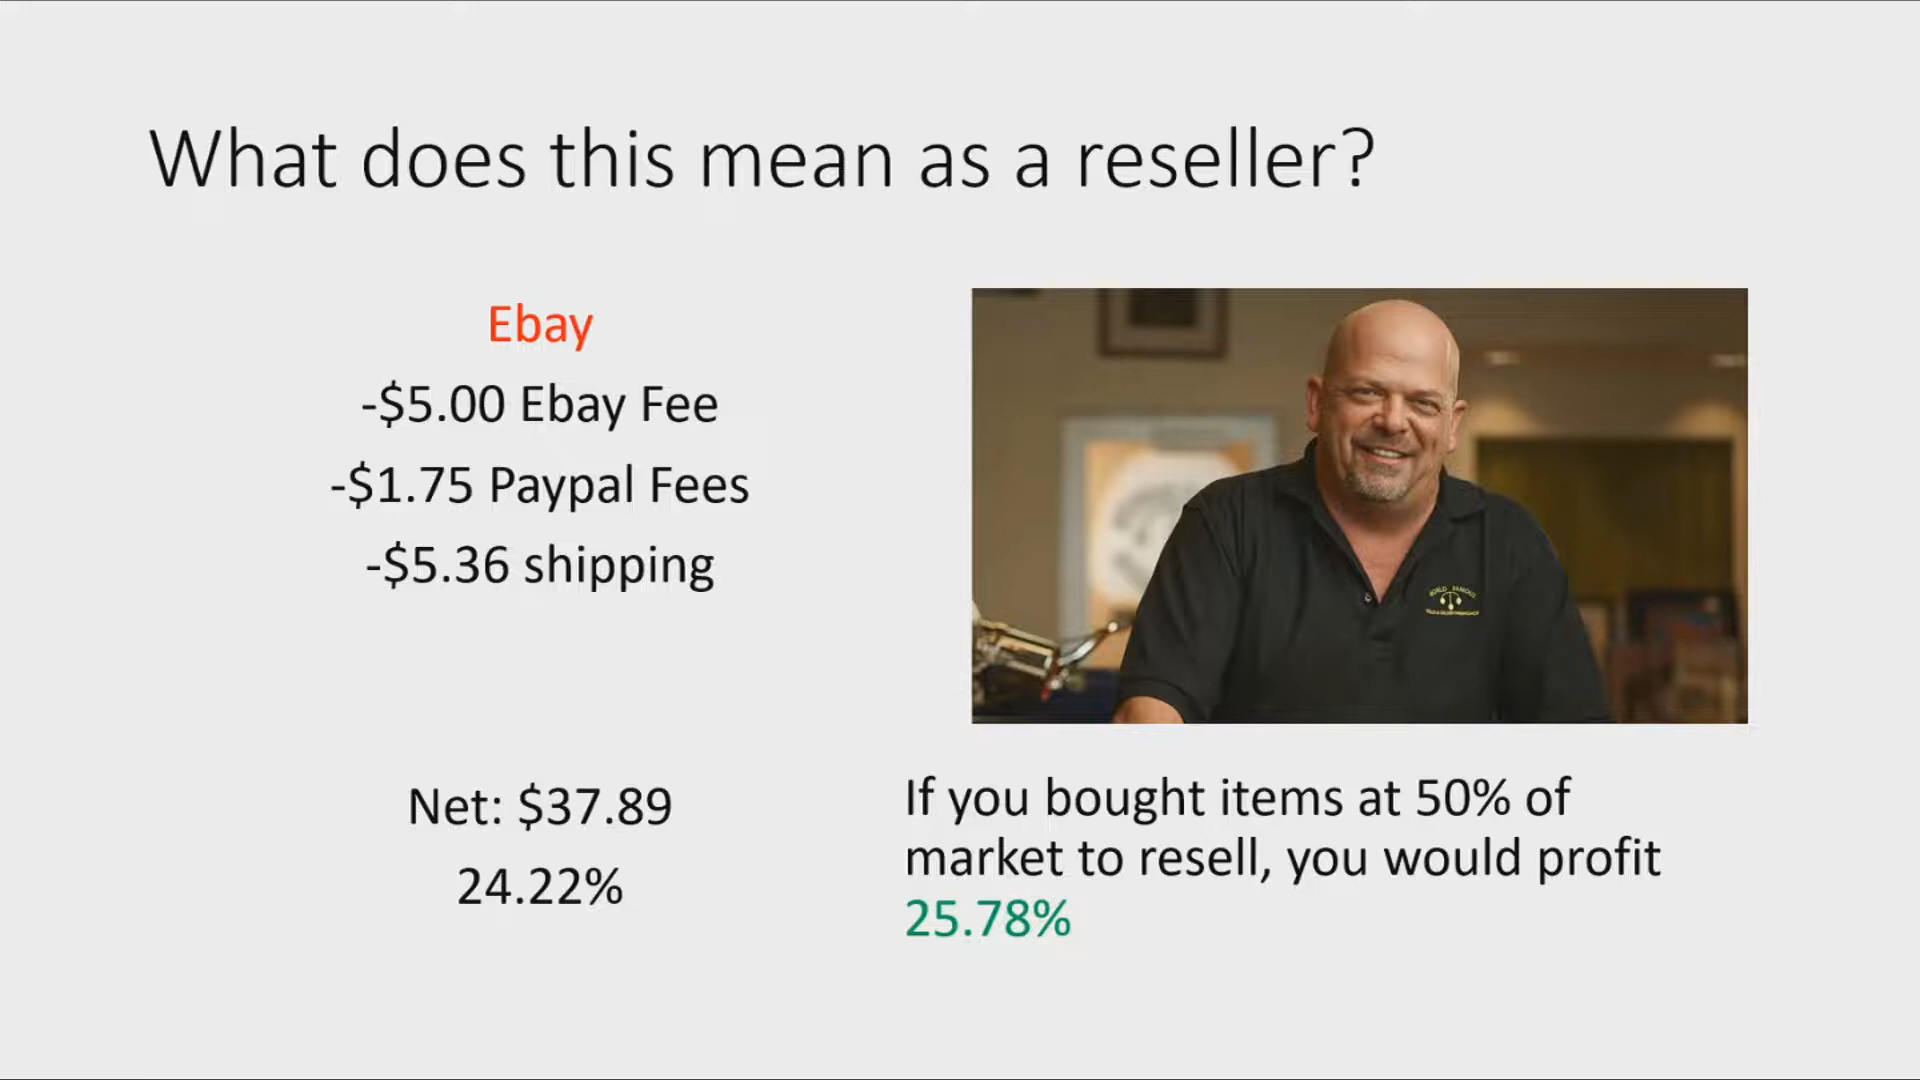 What does this mean as a reseller?
Ebay
-$5.00 Ebay Fee
-$1.75 Paypal Fees
-$5.36 shipping
Net: $37.89
24.22%
WORLD FAMOUS
If you bought items at 50% of
market to resell, you would profit
25.78%